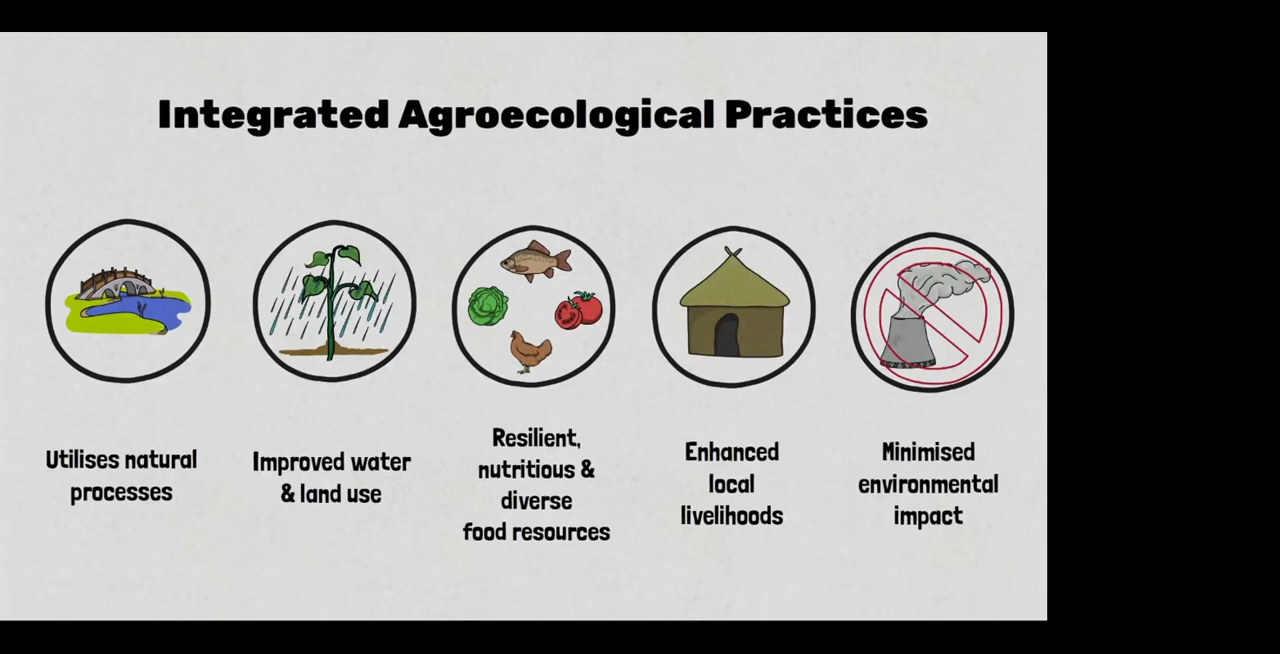 Integrated Agroecological Practices
Utilises natural
processes
Improved water
& land use
Resilient,
nutritious &
diverse
food resources
Enhanced
local
livelihoods
Minimised
environmental
impact